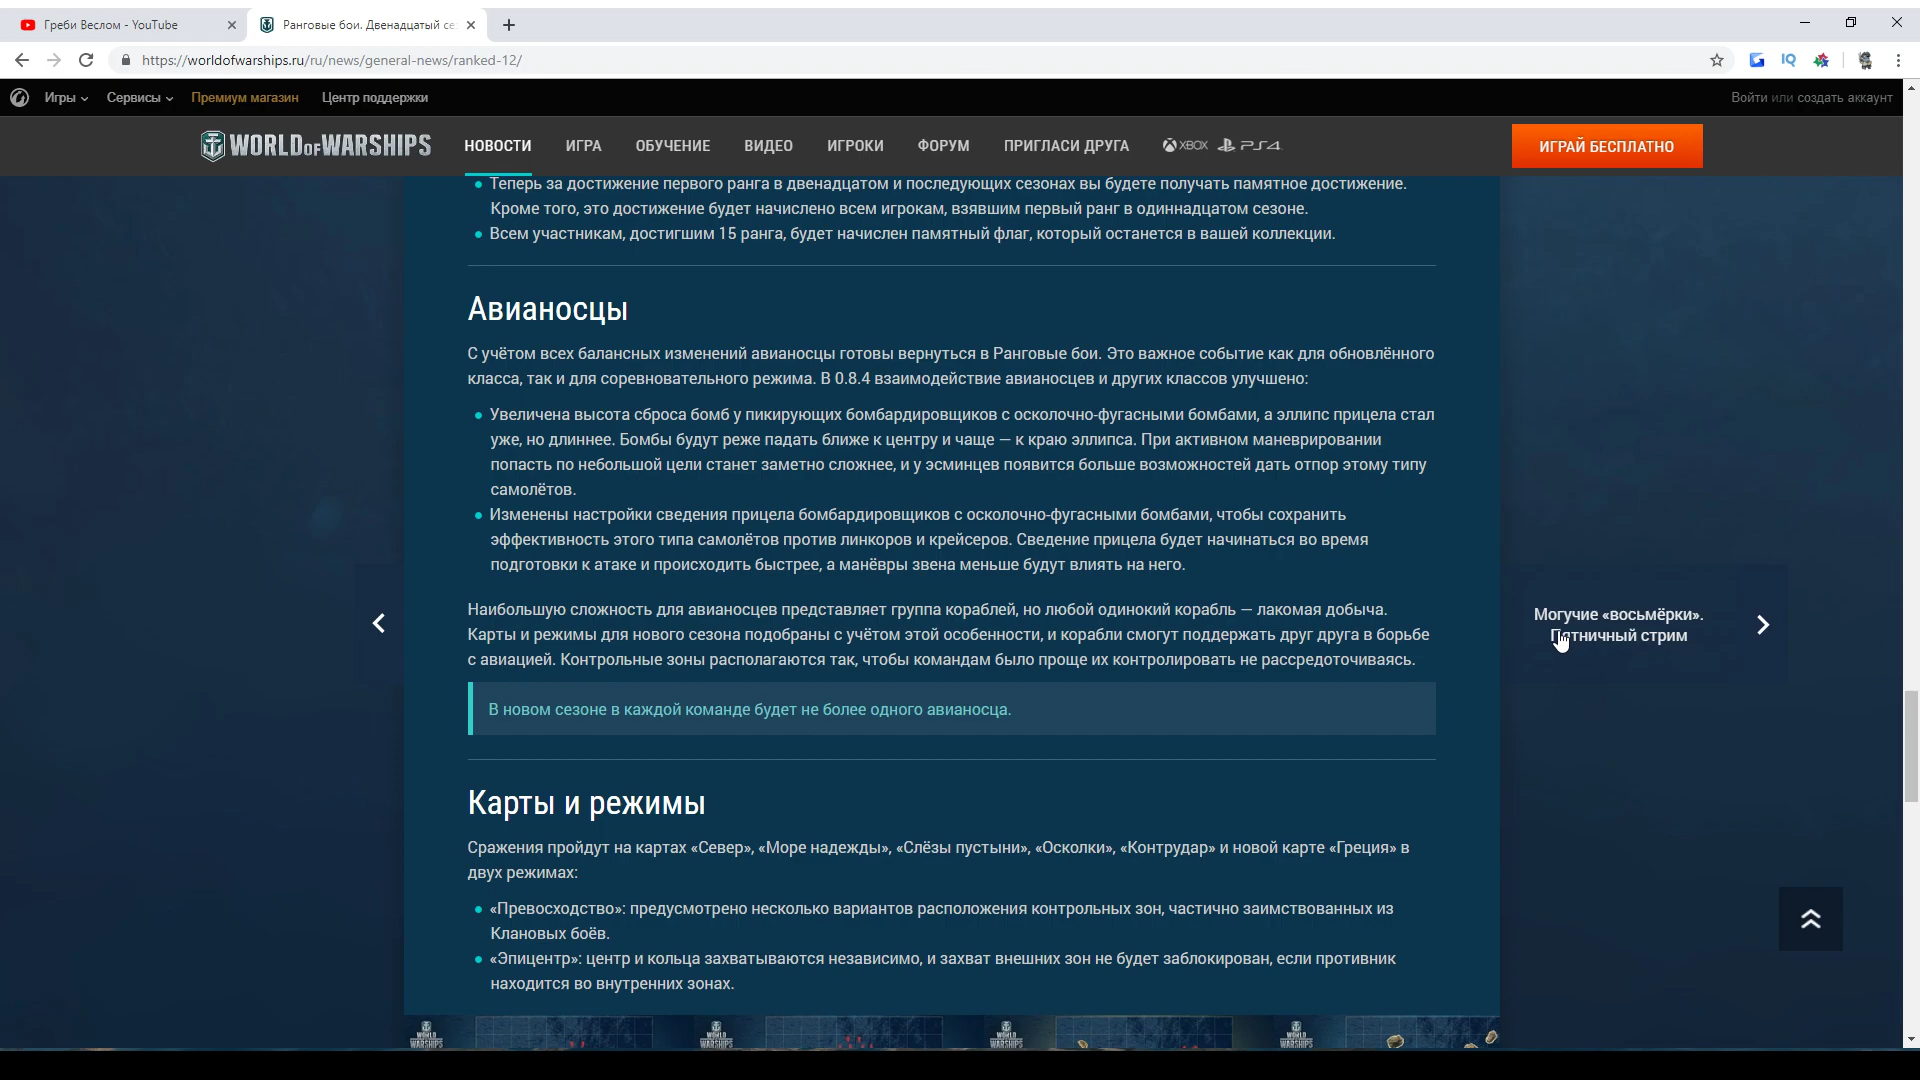 Греби Веслом - YouTube
Ранговые бои. Двенадцатый се
https://worldofwarships.ru/ru/news/general-news/ranked-12/
IQ
Игры
Сервисы
Премиум магазин
Центр поддержки
Войти или создать аккаунт
WORLD OF WARSHIPS
НОВОСТИ
ИГРА
ОБУЧЕНИЕ
ВИДЕО
ИГРОКИ
ФОРУМ
ПРИГЛАСИ ДРУГА
XBOX
PS4
ИГРАЙ БЕСПЛАТНО
Теперь за достижение первого ранга в двенадцатом и последующих сезонах вы будете получать памятное достижение.
Кроме того, это достижение будет начислено всем игрокам, взявшим первый ранг в одиннадцатом сезоне.
Всем участникам, достигшим 15 ранга, будет начислен памятный флаг, который останется в вашей коллекции.
Авианосцы
С учётом всех балансных изменений авианосцы готовы вернуться в Ранговые бои. Это важное событие как для обновлённого
класса, так и для соревновательного режима. В 0.8.4 взаимодействие авианосцев и других классов улучшено:
Увеличена высота сброса бомб у пикирующих бомбардировщиков с осколочно-фугасными бомбами, а эллипс прицела стал
уже, но длиннее. Бомбы будут реже падать ближе к центру и чаще — к краю эллипса. При активном маневрировании
попасть по небольшой цели станет заметно сложнее, и у эсминцев появится больше возможностей дать отпор этому типу
самолётов.
Изменены настройки сведения прицела бомбардировщиков с осколочно-фугасными бомбами, чтобы сохранить
эффективность этого типа самолётов против линкоров и крейсеров. Сведение прицела будет начинаться во время
подготовки к атаке и происходить быстрее, а манёвры звена меньше будут влиять на него.
Наибольшую сложность для авианосцев представляет группа кораблей, но любой одинокий корабль — лакомая добыча.
Карты и режимы для нового сезона подобраны с учётом этой особенности, и корабли смогут поддержать друг друга в борьбе
с авиацией. Контрольные зоны располагаются так, чтобы командам было проще их контролировать не рассредоточиваясь.
Могучие «восьмёрки».
Пятничный стрим
В новом сезоне в каждой команде будет не более одного авианосца.
Карты и режимы
Сражения пройдут на картах «Север», «Море надежды», «Слёзы пустыни», «Осколки», «Контрудар» и новой карте «Греция» в
двух режимах:
«Превосходство»: предусмотрено несколько вариантов расположения контрольных зон, частично заимствованных из
Клановых боёв.
«Эпицентр»: центр и кольца захватываются независимо, и захват внешних зон не будет заблокирован, если противник
находится во внутренних зонах.
WORLD OF WARSHIPS
WORLD OF WARSHIPS
WORLD OF WARSHIPS
WORLD OF WARSHIPS